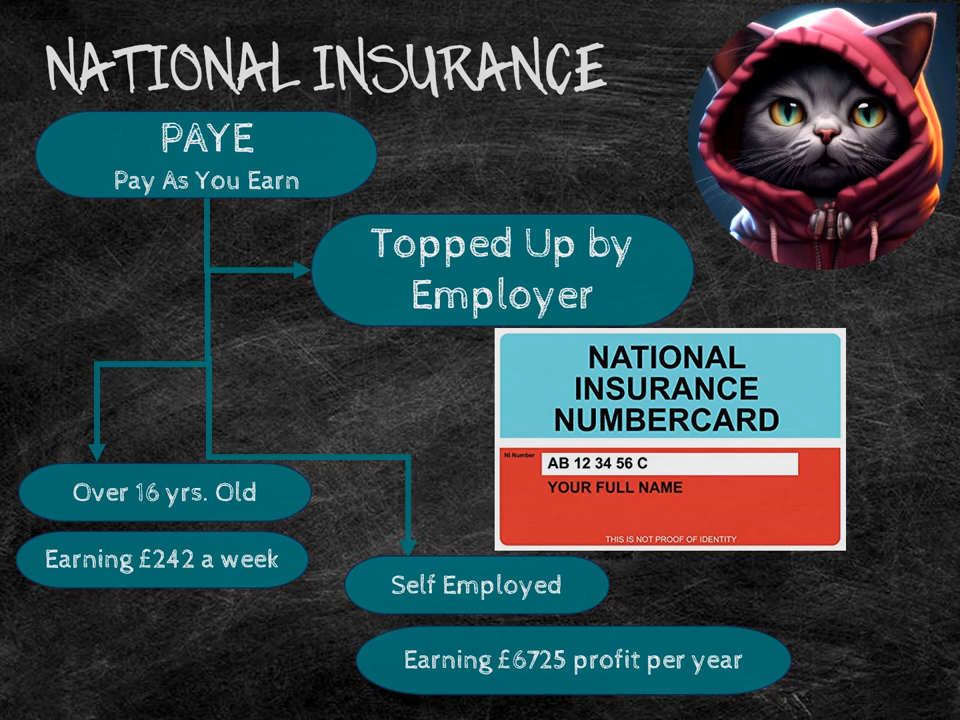 NATIONAL INSURANCE
PAYE
Pay As You Earn
Topped Up by
Employer
NATIONAL
INSURANCE
NUMBERCARD
NI Number
AB 12 34 56 C
YOUR FULL NAME
THIS IS NOT PROOF OF IDENTITY
Over 16 yrs. Old
Earning £242 a week
Self Employed
Earning £6725 profit per year